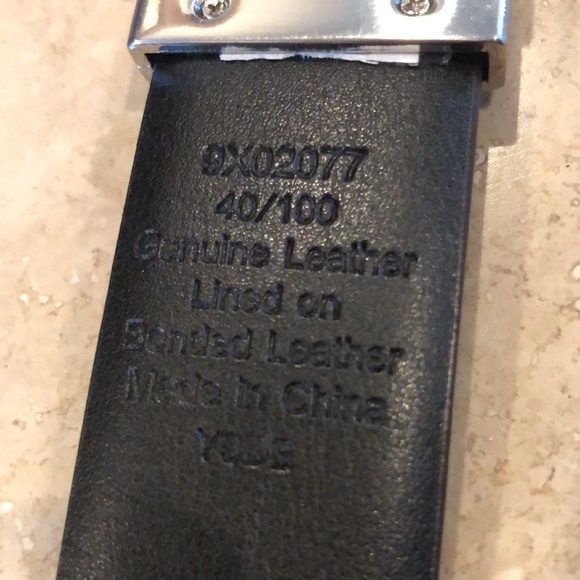 9X02077
40/100
Genuine Leather
Lined on
Bonded Leather
Made in China